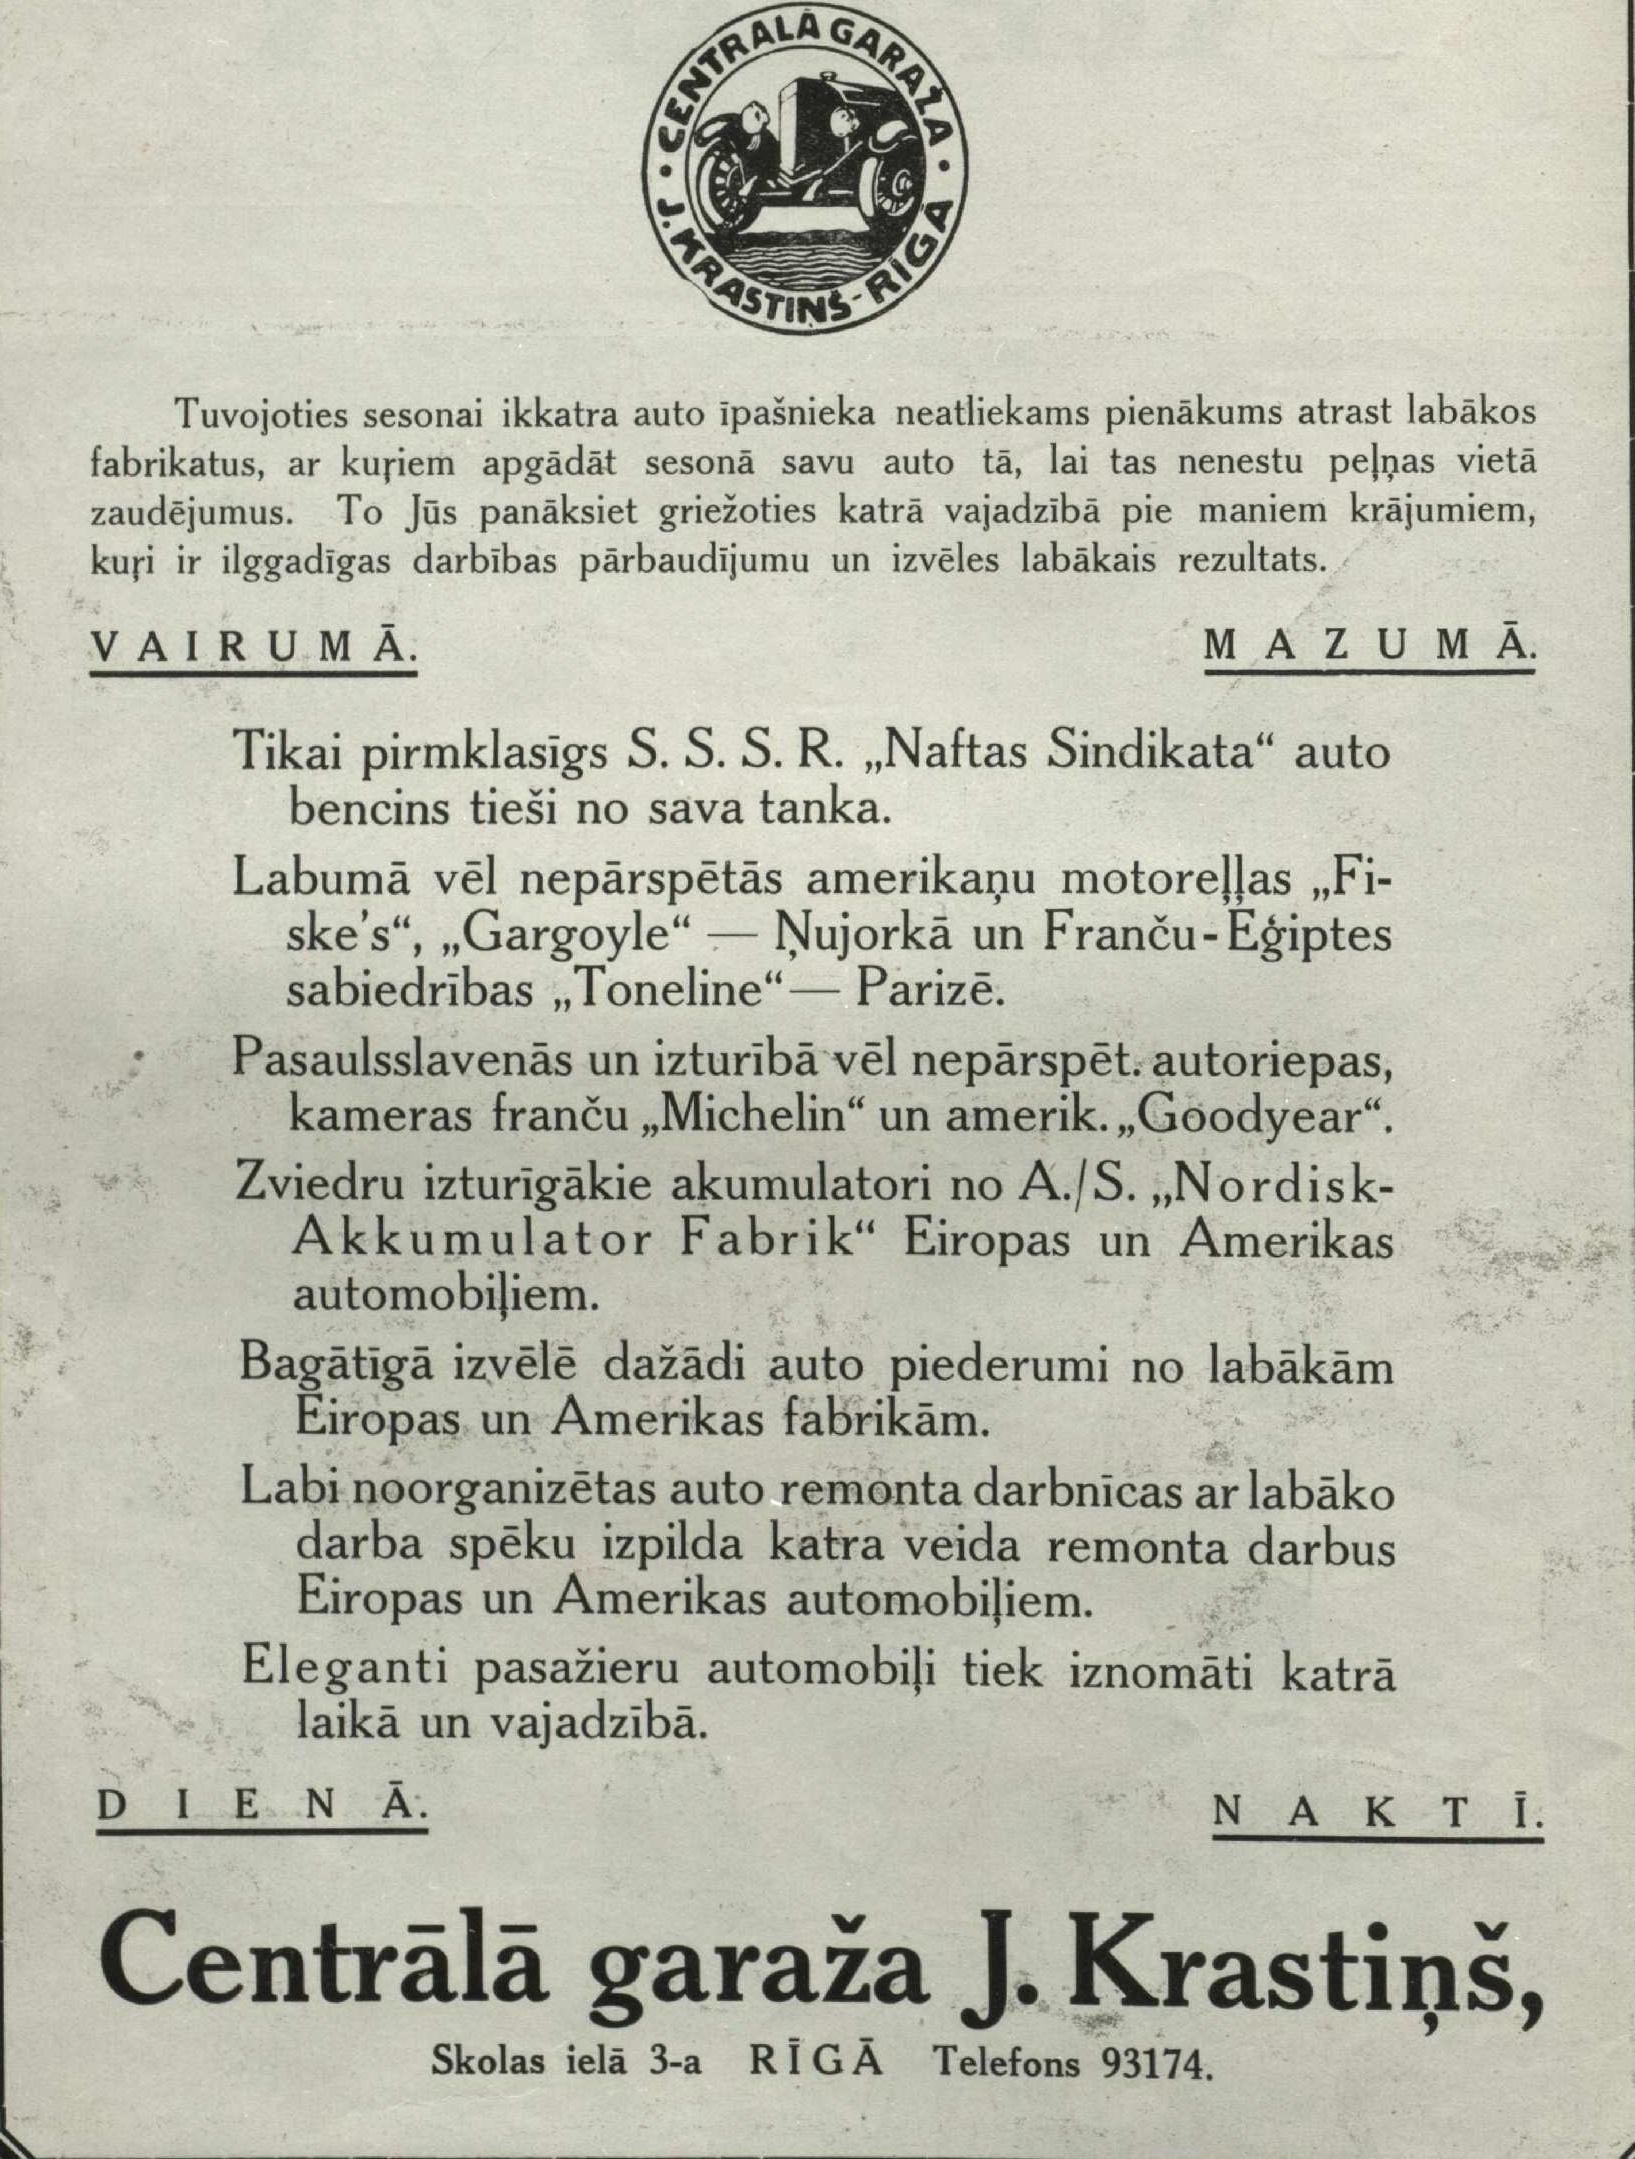 CENTRĀLĀ GARAŽA
J. KRASTIŅŠ - RĪGĀ
Tuvojoties sesonai ikkatra auto īpašnieka neatliekams pienākums atrast labākos
fabrikatus, ar kuŗiem apgādāt sesonā savu auto tā, lai tas nenestu peļņas vietā
zaudējumus. To Jūs panāksiet griežoties katrā vajadzībā pie maniem krājumiem,
kuŗi ir ilggadīgas darbības pārbaudījumu un izvēles labākais rezultats.
VAIRUMĀ. MAZUMĀ.
Tikai pirmklasīgs S. S. S. R. „Naftas Sindikata“ auto
bencins tieši no sava tanka.
Labumā vēl nepārspētās amerikaņu motoreļļas „Fi-
ske's“, „Gargoyle“ — Ņujorkā un Franču-Eģiptes
sabiedrības „Toneline“ — Parizē.
Pasaulsslavenās un izturībā vēl nepārspēt. autoriepas,
kameras franču „Michelin“ un amerik. „Goodyear“.
Zviedru izturīgākie akumulatori no A./S. „Nordisk-
Akkumulator Fabrik“ Eiropas un Amerikas
automobiļiem.
Bagātīgā izvēlē dažādi auto piederumi no labākām
Eiropas un Amerikas fabrikām.
Labi noorganizētas auto remonta darbnīcas ar labāko
darba spēku izpilda katra veida remonta darbus
Eiropas un Amerikas automobiļiem.
Eleganti pasažieru automobiļi tiek iznomāti katrā
laikā un vajadzībā.
DIENĀ. NAKTĪ.
Centrālā garaža J. Krastiņš,
Skolas ielā 3-a RĪGĀ Telefons 93174.